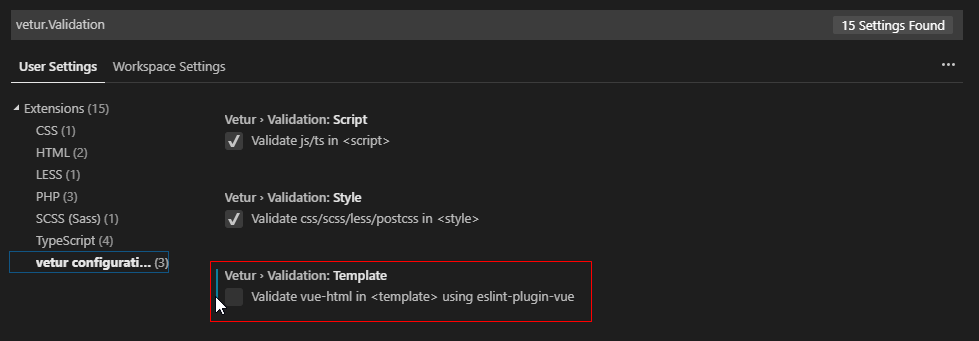 vetur.Validation
15 Settings Found
User Settings
Workspace Settings
Extensions (15)
CSS (1)
HTML (2)
LESS (1)
PHP (3)
SCSS (Sass) (1)
TypeScript (4)
vetur configurati... (3)
Vetur › Validation: Script
Validate js/ts in <script>
Vetur › Validation: Style
Validate css/scss/less/postcss in <style>
Vetur › Validation: Template
Validate vue-html in <template> using eslint-plugin-vue